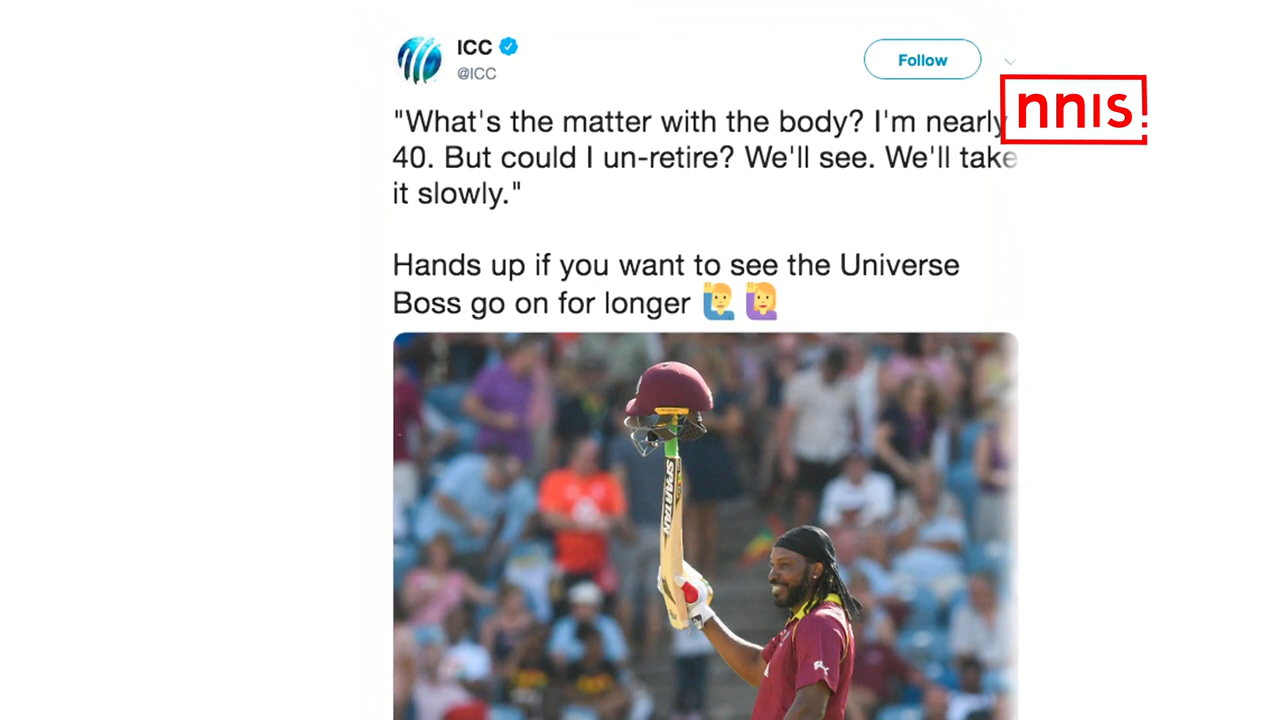 ICC
@ICC
Follow
nnis
"What's the matter with the body? I'm nearly
40. But could I un-retire? We'll see. We'll take
it slowly."
Hands up if you want to see the Universe
Boss go on for longer
SPARTAN